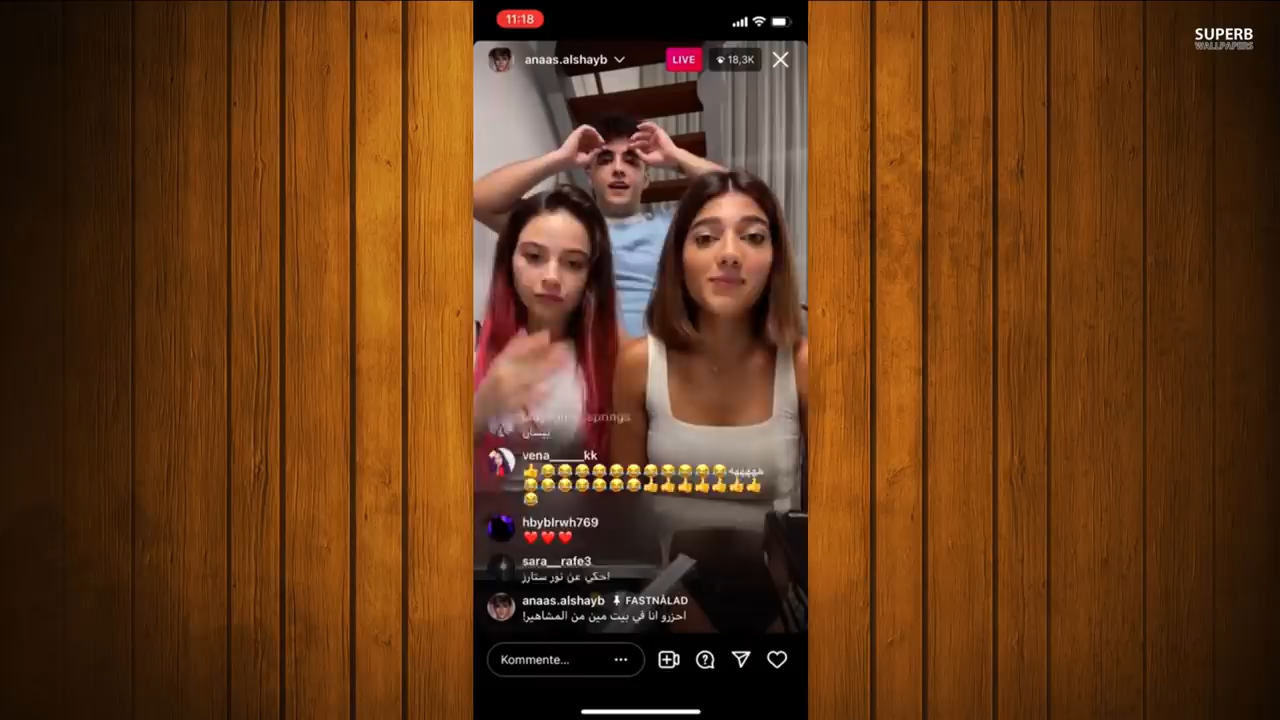 11:18
SUPERB
WALLPAPERS
anaas.alshayb
LIVE
18,3K
بيسان
vena_____kk
👍😂😂😂😂😂😂😂😂😂😂😂ههههه
😂😂😂😂😂😂😂👍👍👍👍👍👍👍
😂
hbyblrwh769
❤️❤️❤️
sara__rafe3
احكي عن نور ستارز
anaas.alshayb FASTNÅLAD
احزرو انا في بيت مين من المشاهير!
Kommente...